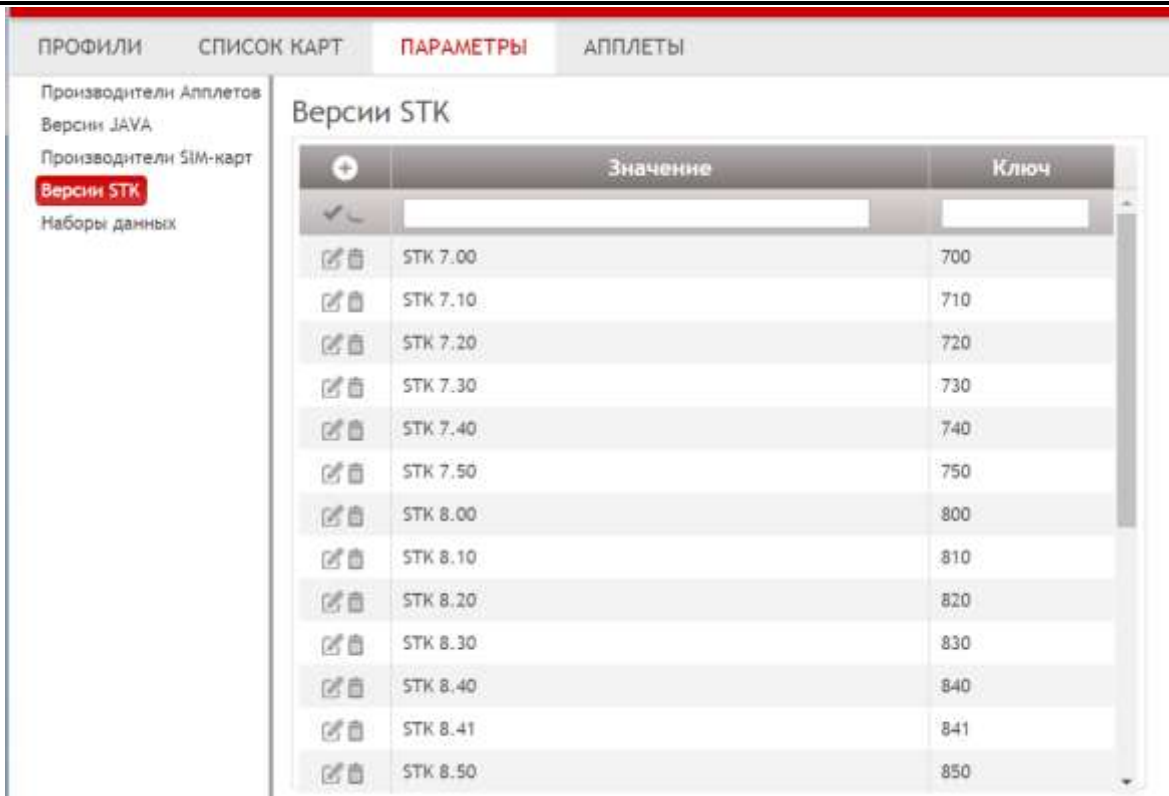 ПРОФИЛИ СПИСОК КАРТ ПАРАМЕТРЫ АППЛЕТЫ
Производители Апплетов
Версии JAVA
Производители SIM-карт
Версии STK
Наборы данных
Версии STK
Значение Ключ
STK 7.00 700
STK 7.10 710
STK 7.20 720
STK 7.30 730
STK 7.40 740
STK 7.50 750
STK 8.00 800
STK 8.10 810
STK 8.20 820
STK 8.30 830
STK 8.40 840
STK 8.41 841
STK 8.50 850